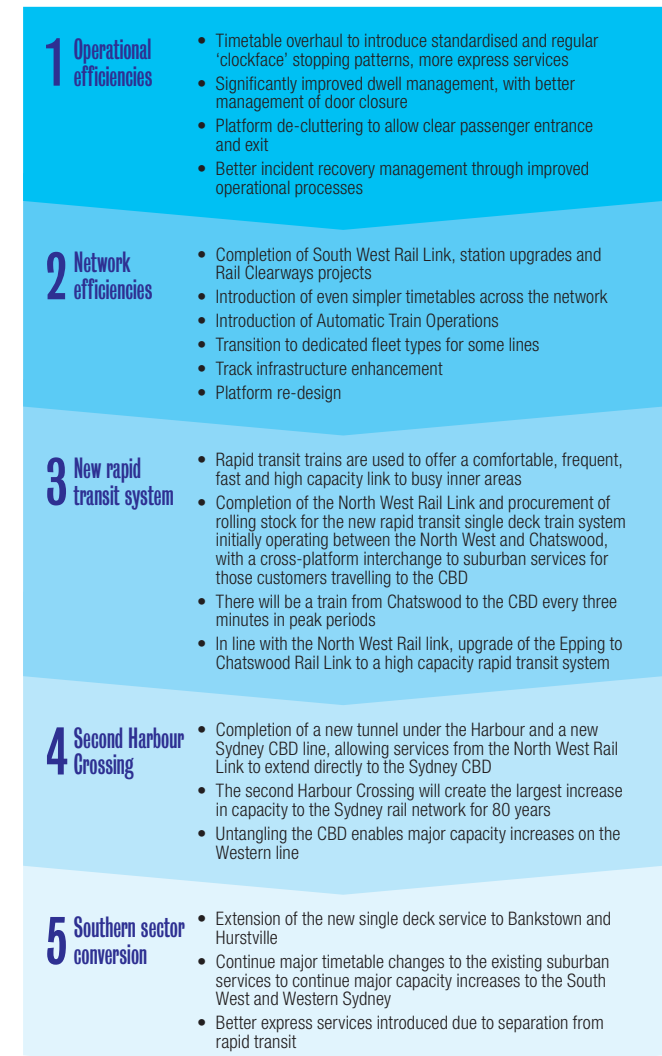 1 Operational
efficiencies
• Timetable overhaul to introduce standardised and regular
‘clockface’ stopping patterns, more express services
• Significantly improved dwell management, with better
management of door closure
• Platform de-cluttering to allow clear passenger entrance
and exit
• Better incident recovery management through improved
operational processes
2 Network
efficiencies
• Completion of South West Rail Link, station upgrades and
Rail Clearways projects
• Introduction of even simpler timetables across the network
• Introduction of Automatic Train Operations
• Transition to dedicated fleet types for some lines
• Track infrastructure enhancement
• Platform re-design
3 New rapid
transit system
• Rapid transit trains are used to offer a comfortable, frequent,
fast and high capacity link to busy inner areas
• Completion of the North West Rail Link and procurement of
rolling stock for the new rapid transit single deck train system
initially operating between the North West and Chatswood,
with a cross-platform interchange to suburban services for
those customers travelling to the CBD
• There will be a train from Chatswood to the CBD every three
minutes in peak periods
• In line with the North West Rail link, upgrade of the Epping to
Chatswood Rail Link to a high capacity rapid transit system
4 Second Harbour
Crossing
• Completion of a new tunnel under the Harbour and a new
Sydney CBD line, allowing services from the North West Rail
Link to extend directly to the Sydney CBD
• The second Harbour Crossing will create the largest increase
in capacity to the Sydney rail network for 80 years
• Untangling the CBD enables major capacity increases on the
Western line
5 Southern sector
conversion
• Extension of the new single deck service to Bankstown and
Hurstville
• Continue major timetable changes to the existing suburban
services to continue major capacity increases to the South
West and Western Sydney
• Better express services introduced due to separation from
rapid transit